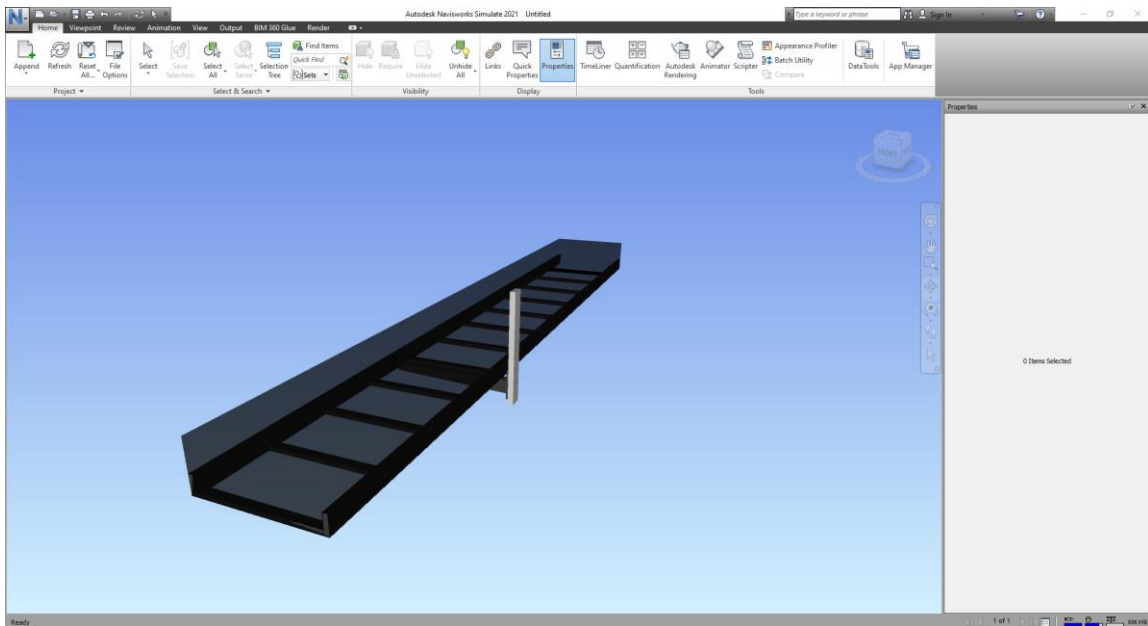 Autodesk Navisworks Simulate 2021 Untitled
Type a keyword or phrase
Sign In
Home Viewpoint Review Animation View Output BIM 360 Glue Render
Append Refresh Reset All... File Options
Select Save Selection Select All Select Same Selection Tree
Find Items
Quick Find
Sets
Hide Require Hide Unselected Unhide All
Links Quick Properties Properties
TimeLiner Quantification Autodesk Rendering Animator Scripter
Appearance Profiler
Batch Utility
Compare
DataTools App Manager
Project Select & Search Visibility Display Tools
Properties
FRONT
0 Items Selected
Ready
1 of 1